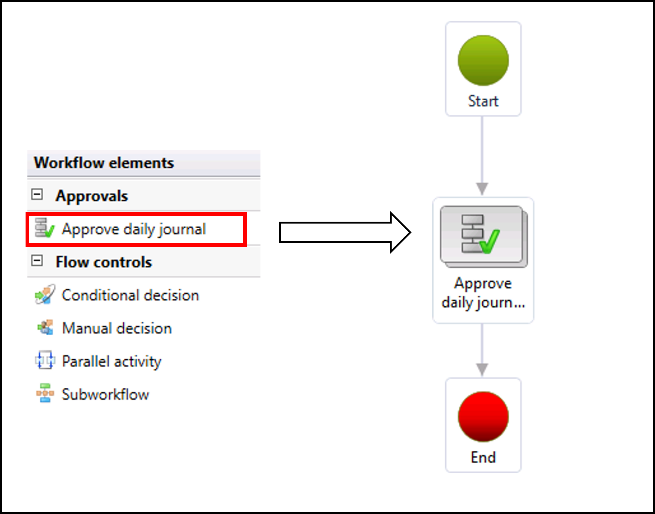 Workflow elements
Approvals
Approve daily journal
Flow controls
Conditional decision
Manual decision
Parallel activity
Subworkflow
Start
Approve
daily journ...
End